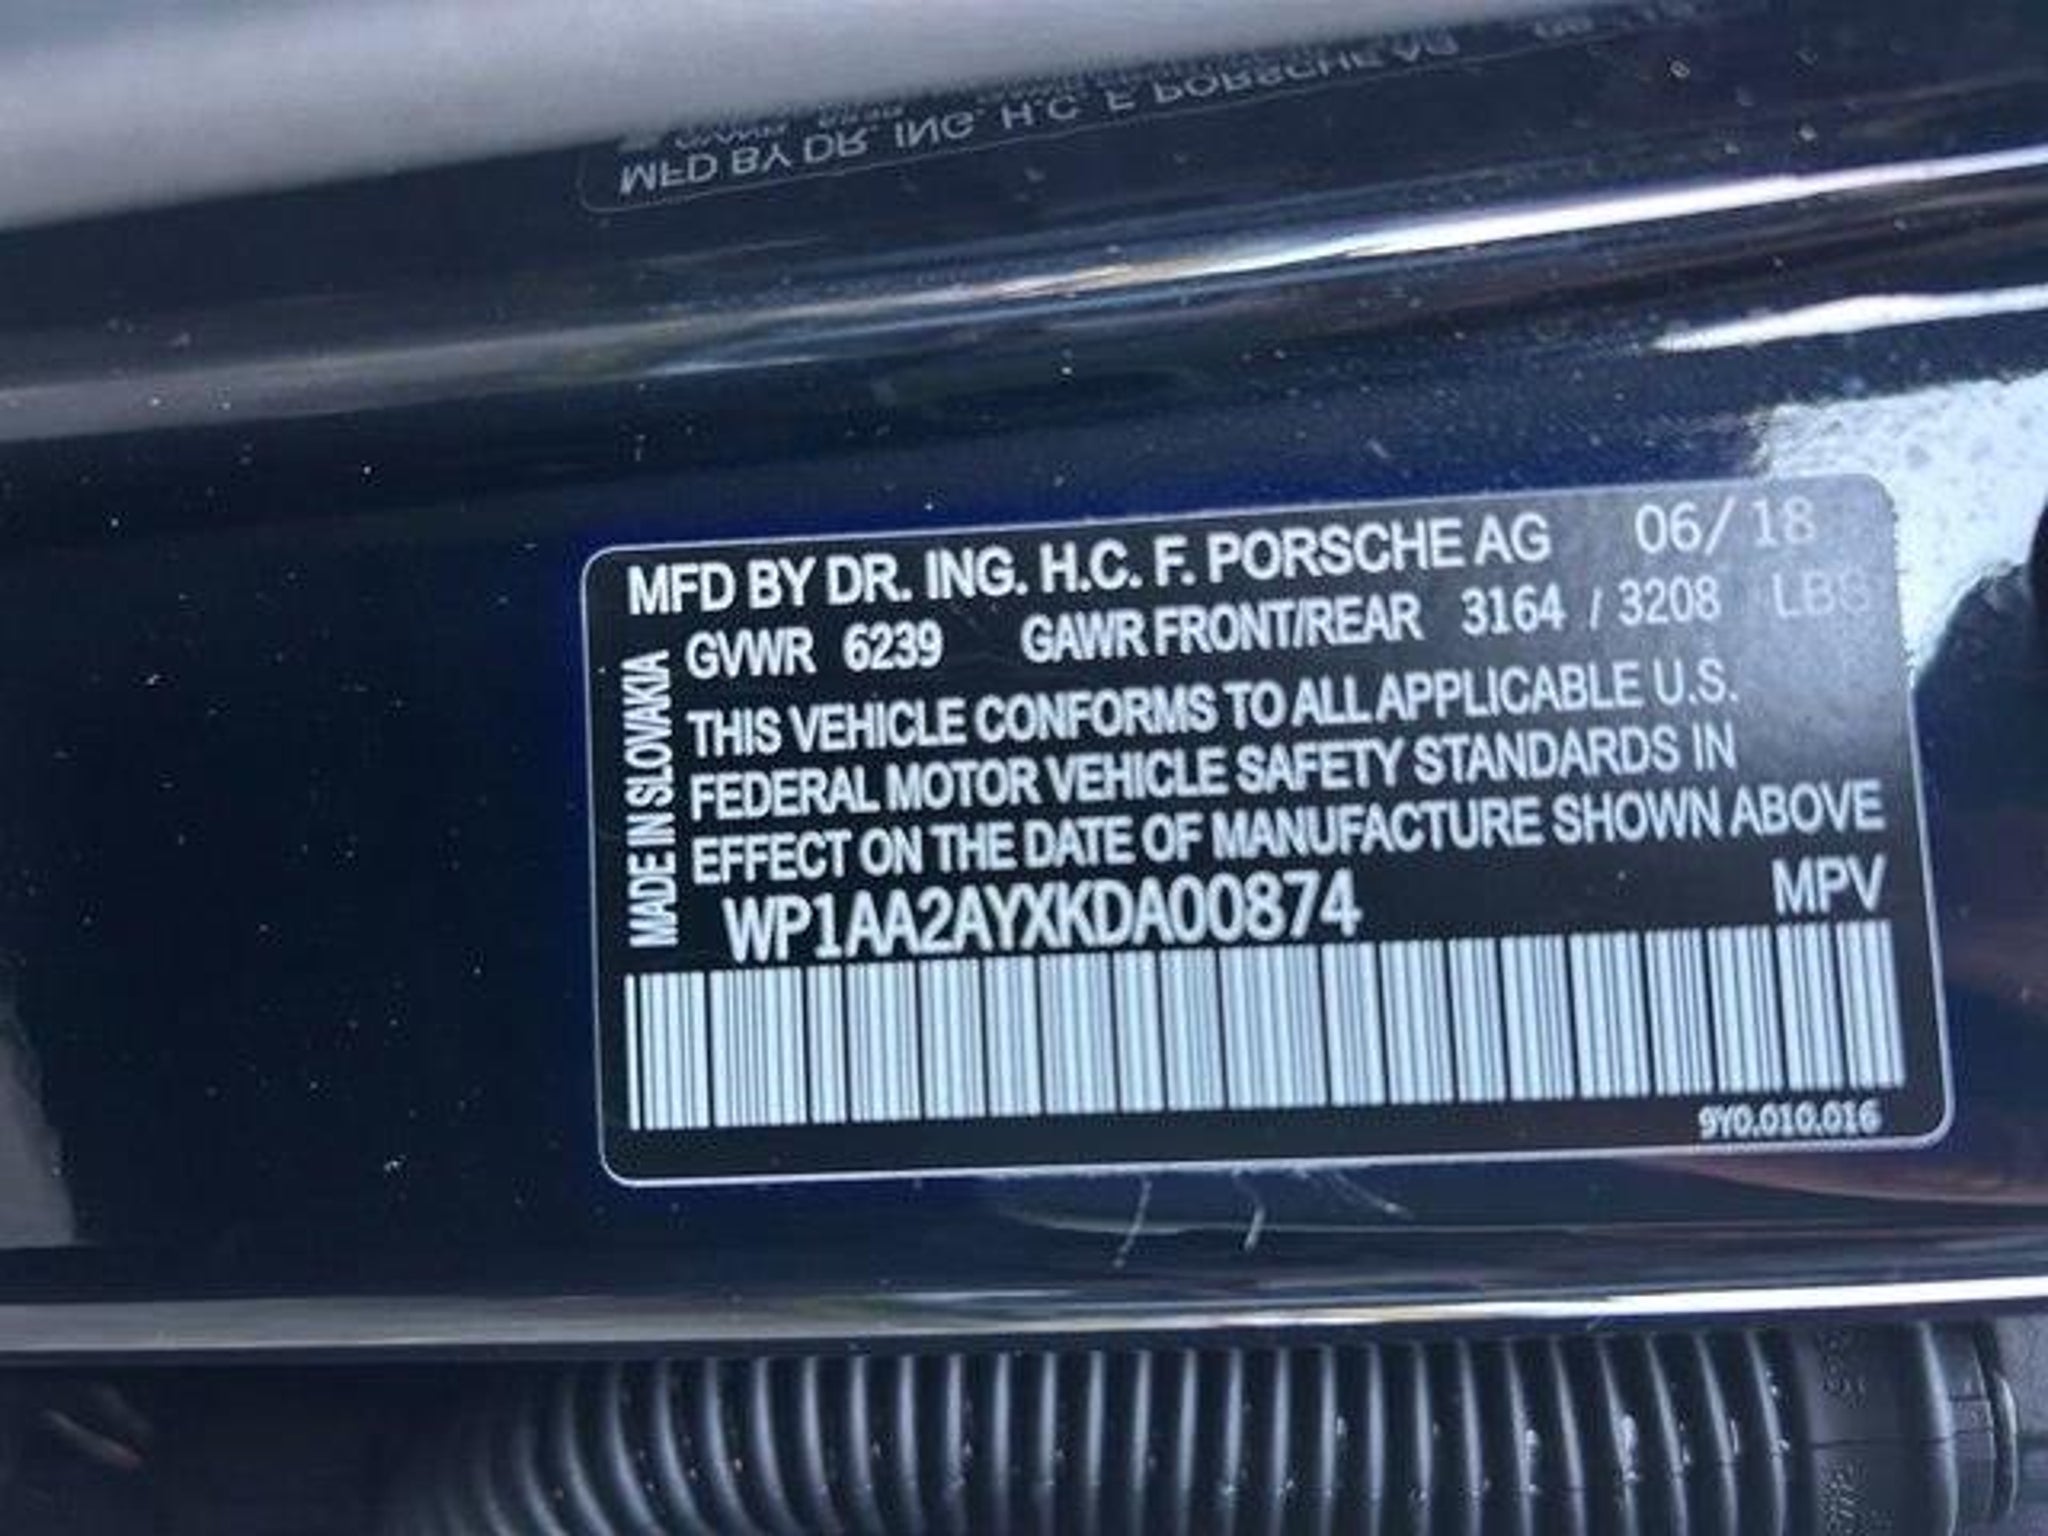 MFD BY DR. ING. H.C. F. PORSCHE AG
MFD BY DR. ING. H.C. F. PORSCHE AG 06/18
GVWR 6239 GAWR FRONT/REAR 3164 / 3208 LBS
THIS VEHICLE CONFORMS TO ALL APPLICABLE U.S.
FEDERAL MOTOR VEHICLE SAFETY STANDARDS IN
EFFECT ON THE DATE OF MANUFACTURE SHOWN ABOVE
MADE IN SLOVAKIA
WP1AA2AYXKDA00874 MPV
9Y0.010.016